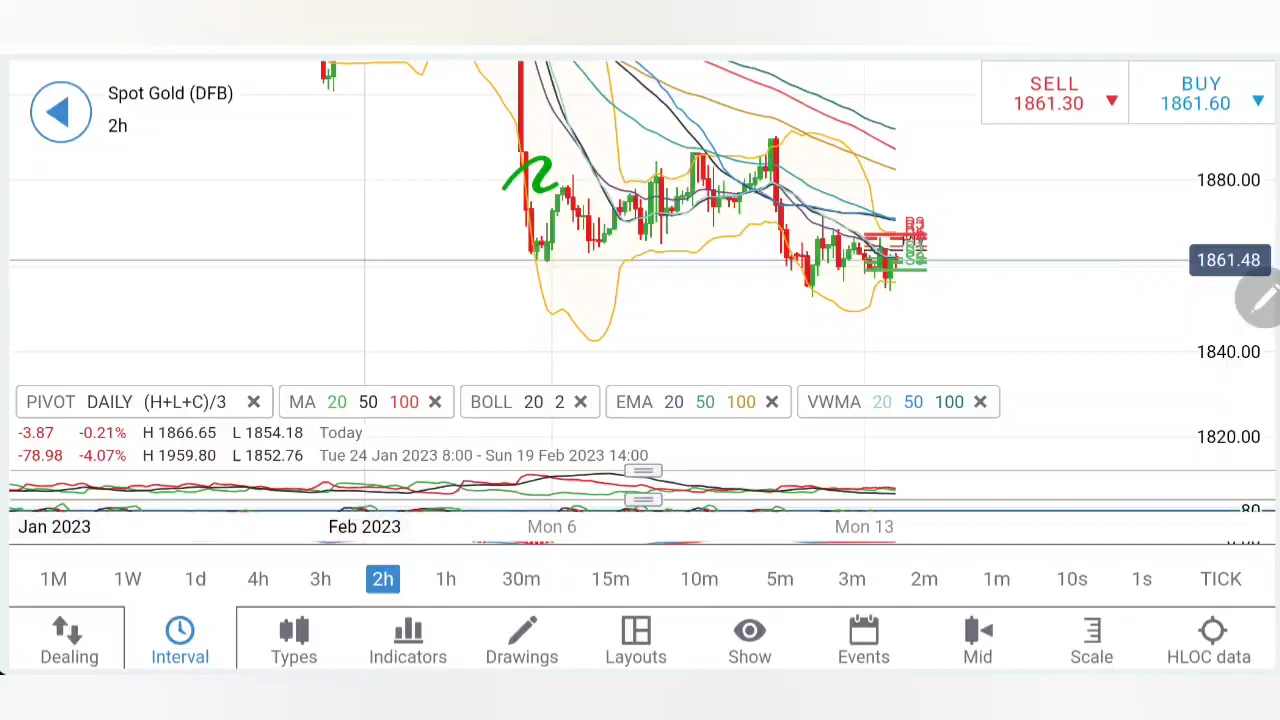 Spot Gold (DFB)
2h
SELL
1861.30
BUY
1861.60
1880.00
1861.48
1840.00
PIVOT DAILY (H+L+C)/3
MA 20 50 100
BOLL 20 2
EMA 20 50 100
VWMA 20 50 100
1820.00
-3.87 -0.21% H 1866.65 L 1854.18 Today
-78.98 -4.07% H 1959.80 L 1852.76 Tue 24 Jan 2023 8:00 - Sun 19 Feb 2023 14:00
80
Jan 2023 Feb 2023 Mon 6 Mon 13
1M 1W 1d 4h 3h 2h 1h 30m 15m 10m 5m 3m 2m 1m 10s 1s TICK
Dealing Interval Types Indicators Drawings Layouts Show Events Mid Scale HLOC data